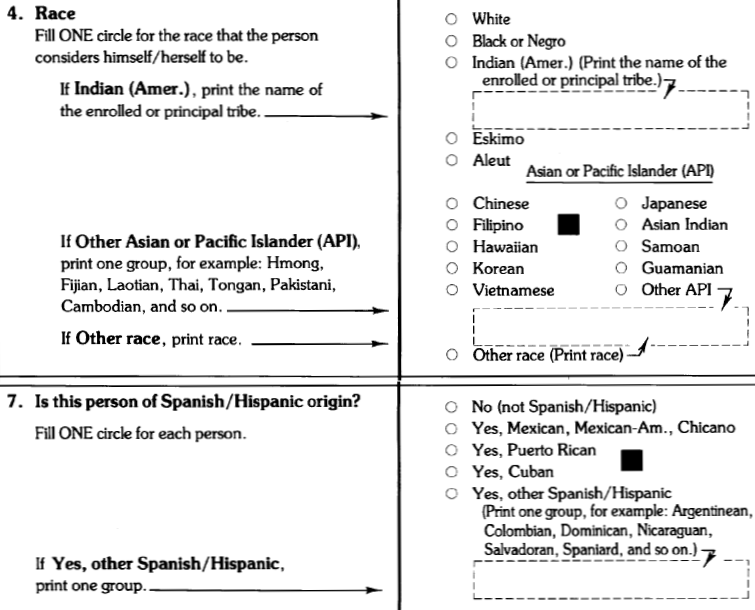 4. Race
Fill ONE circle for the race that the person
considers himself/herself to be.
If Indian (Amer.), print the name of
the enrolled or principal tribe.
White
Black or Negro
Indian (Amer.) (Print the name of the
enrolled or principal tribe.)
Eskimo
Aleut
Asian or Pacific Islander (API)
Chinese
Japanese
Filipino
Asian Indian
Hawaiian
Samoan
Korean
Guamanian
Vietnamese
Other API
If Other Asian or Pacific Islander (API),
print one group, for example: Hmong,
Fijian, Laotian, Thai, Tongan, Pakistani,
Cambodian, and so on.
If Other race, print race.
Other race (Print race)
7. Is this person of Spanish/Hispanic origin?
Fill ONE circle for each person.
No (not Spanish/Hispanic)
Yes, Mexican, Mexican-Am., Chicano
Yes, Puerto Rican
Yes, Cuban
Yes, other Spanish/Hispanic
(Print one group, for example: Argentinean,
Colombian, Dominican, Nicaraguan,
Salvadoran, Spaniard, and so on.)
If Yes, other Spanish/Hispanic,
print one group.